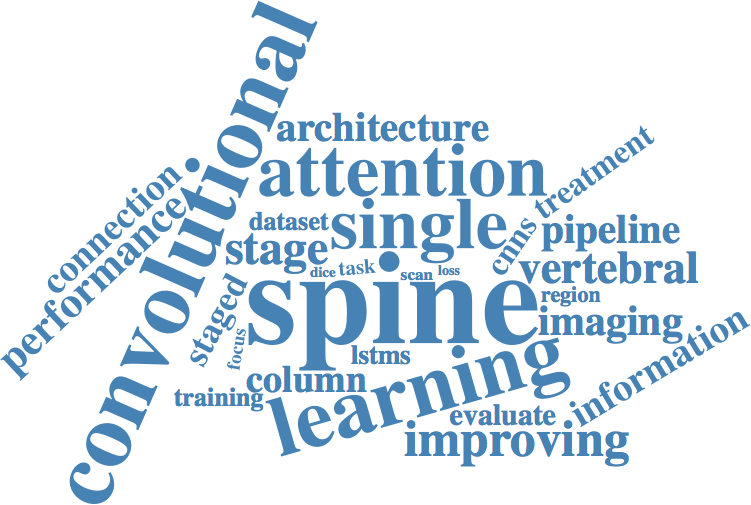 convolutional
architecture
attention
connection
treatment
performance
dataset
single
cnns
pipeline
stage
vertebral
dice
task
scan
loss
spine
region
staged
imaging
focus
lstms
information
column
learning
training
evaluate
improving